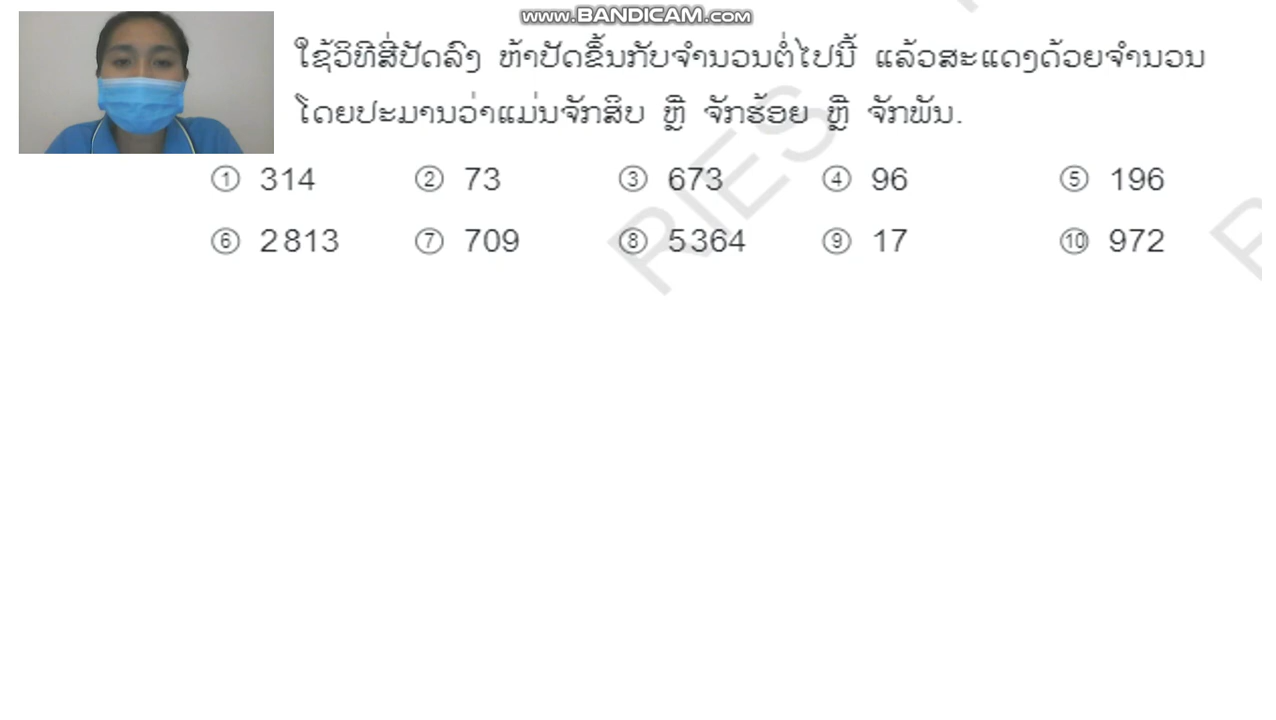 www.BANDICAM.com
ໃຊ້ວິທີສີ່ປັດລົງ ຫ້າປັດຂຶ້ນກັບຈຳນວນຕໍ່ໄປນີ້ ແລ້ວສະແດງດ້ວຍຈຳນວນ
ໂດຍປະມານວ່າແມ່ນຈັກສິບ ຫຼື ຈັກຮ້ອຍ ຫຼື ຈັກພັນ.
① 314 ② 73 ③ 673 ④ 96 ⑤ 196
⑥ 2813 ⑦ 709 ⑧ 5364 ⑨ 17 ⑩ 972
RIES